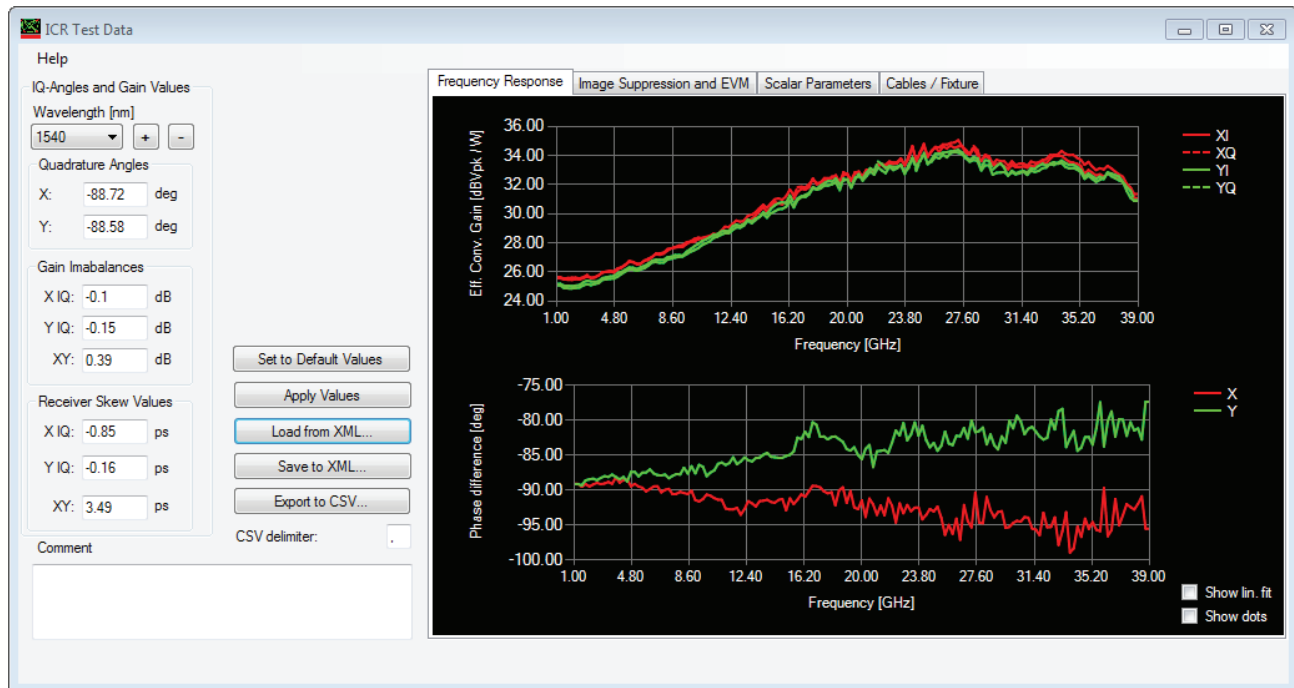 ICR Test Data
Help
IQ-Angles and Gain Values
Wavelength [nm]
1540
+
-
Quadrature Angles
X: -88.72 deg
Y: -88.58 deg
Gain Imabalances
X IQ: -0.1 dB
Y IQ: -0.15 dB
XY: 0.39 dB
Receiver Skew Values
X IQ: -0.85 ps
Y IQ: -0.16 ps
XY: 3.49 ps
Comment
Set to Default Values
Apply Values
Load from XML...
Save to XML...
Export to CSV...
CSV delimiter: .
Frequency Response
Image Suppression and EVM
Scalar Parameters
Cables / Fixture
Eff. Conv. Gain [dBVpk / W]
36.00
34.00
32.00
30.00
28.00
26.00
24.00
1.00 4.80 8.60 12.40 16.20 20.00 23.80 27.60 31.40 35.20 39.00
Frequency [GHz]
XI
XQ
YI
YQ
Phase difference [deg]
-75.00
-80.00
-85.00
-90.00
-95.00
-100.00
1.00 4.80 8.60 12.40 16.20 20.00 23.80 27.60 31.40 35.20 39.00
Frequency [GHz]
X
Y
Show lin. fit
Show dots